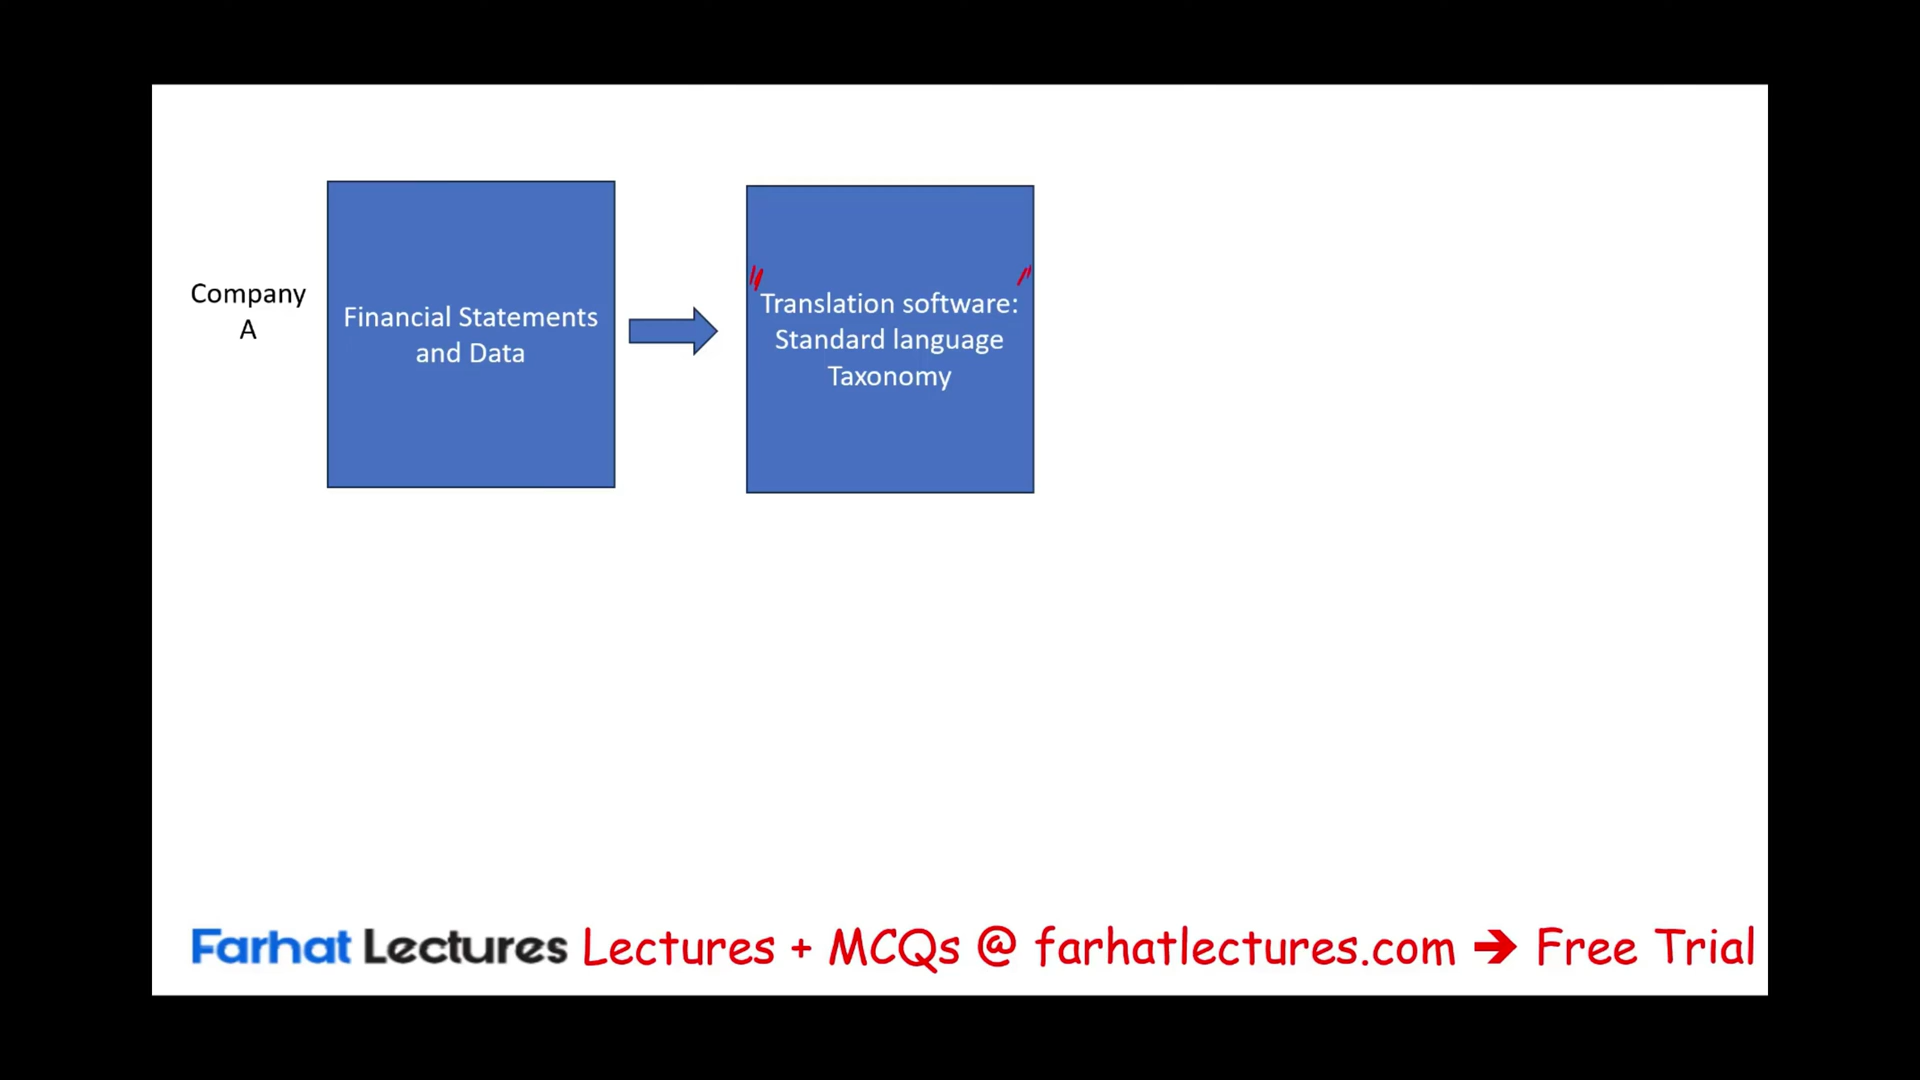 Company
A
Financial Statements
and Data
" "
Translation software:
Standard language
Taxonomy
Farhat Lectures Lectures + MCQs @ farhatlectures.com ➔ Free Trial